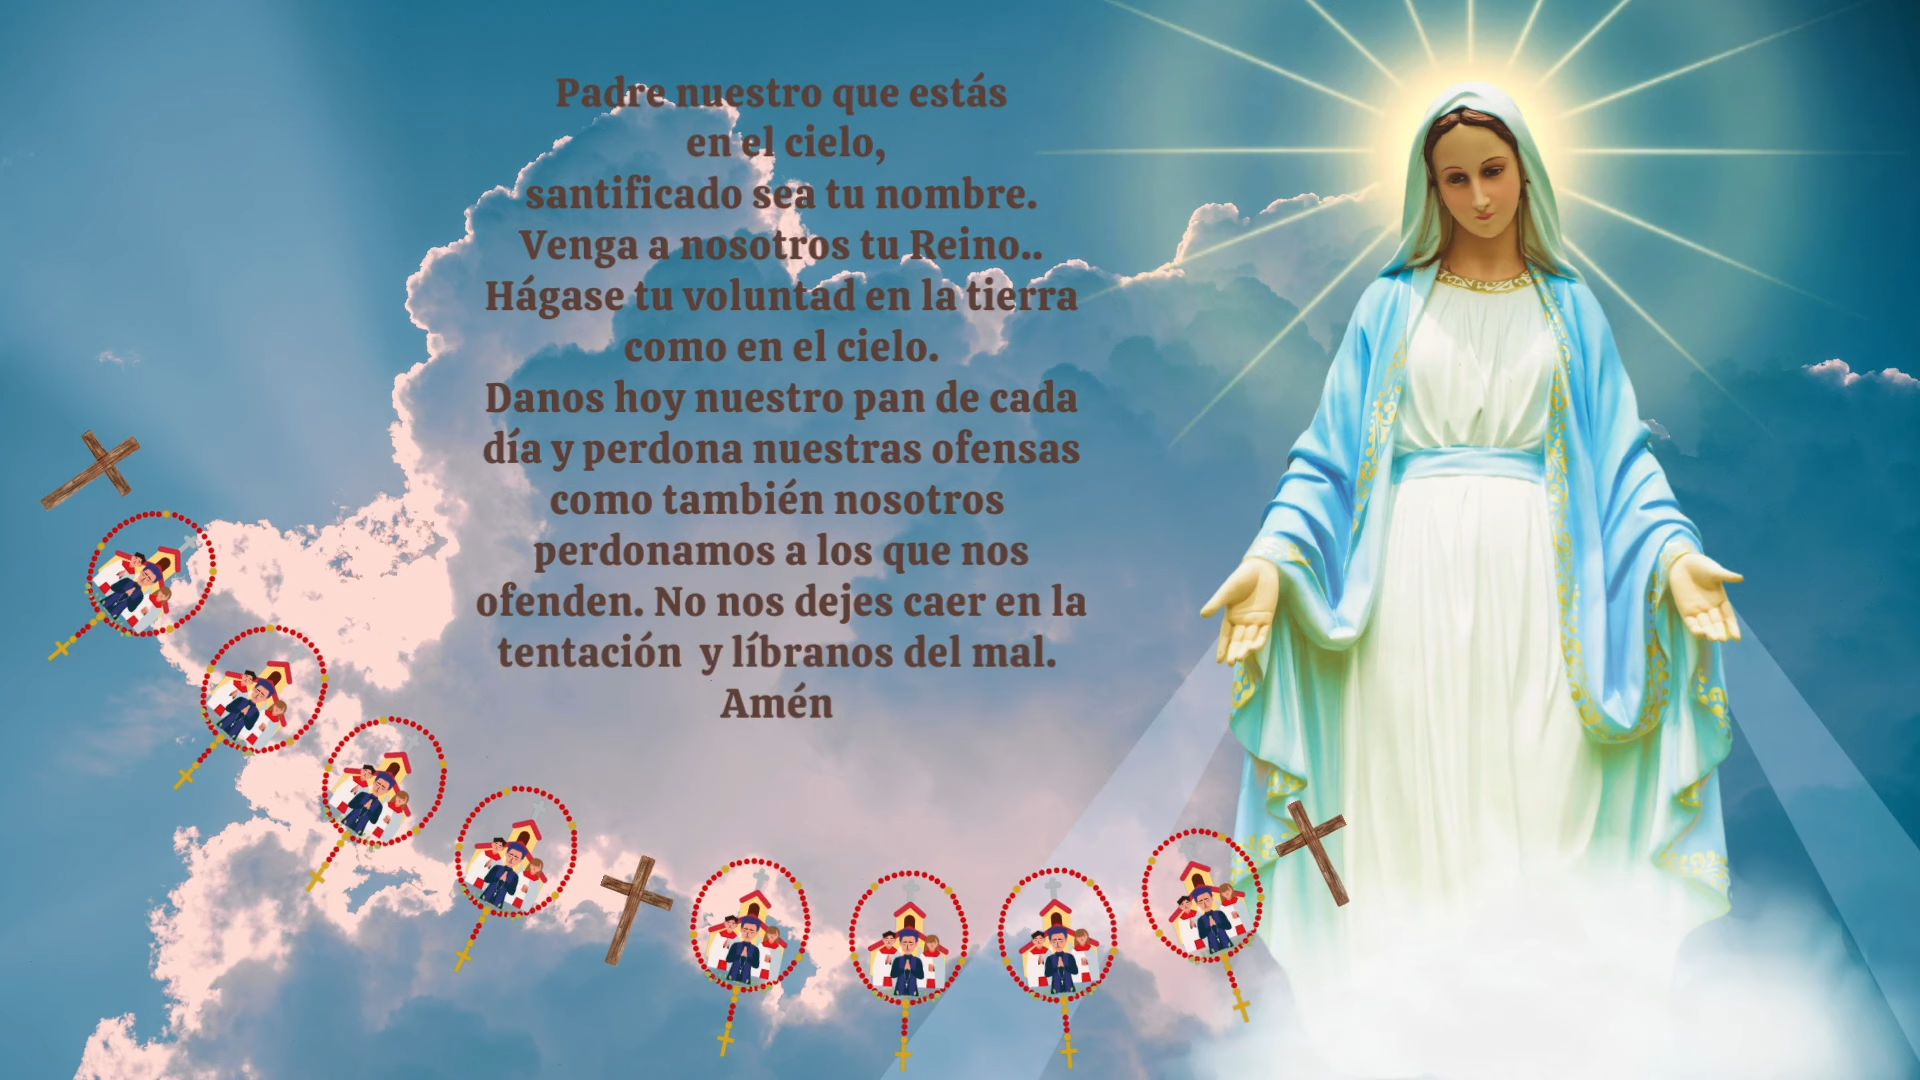 Padre nuestro que estás
en el cielo,
santificado sea tu nombre.
Venga a nosotros tu Reino..
Hágase tu voluntad en la tierra
como en el cielo.
Danos hoy nuestro pan de cada
día y perdona nuestras ofensas
como también nosotros
perdonamos a los que nos
ofenden. No nos dejes caer en la
tentación  y líbranos del mal.
Amén